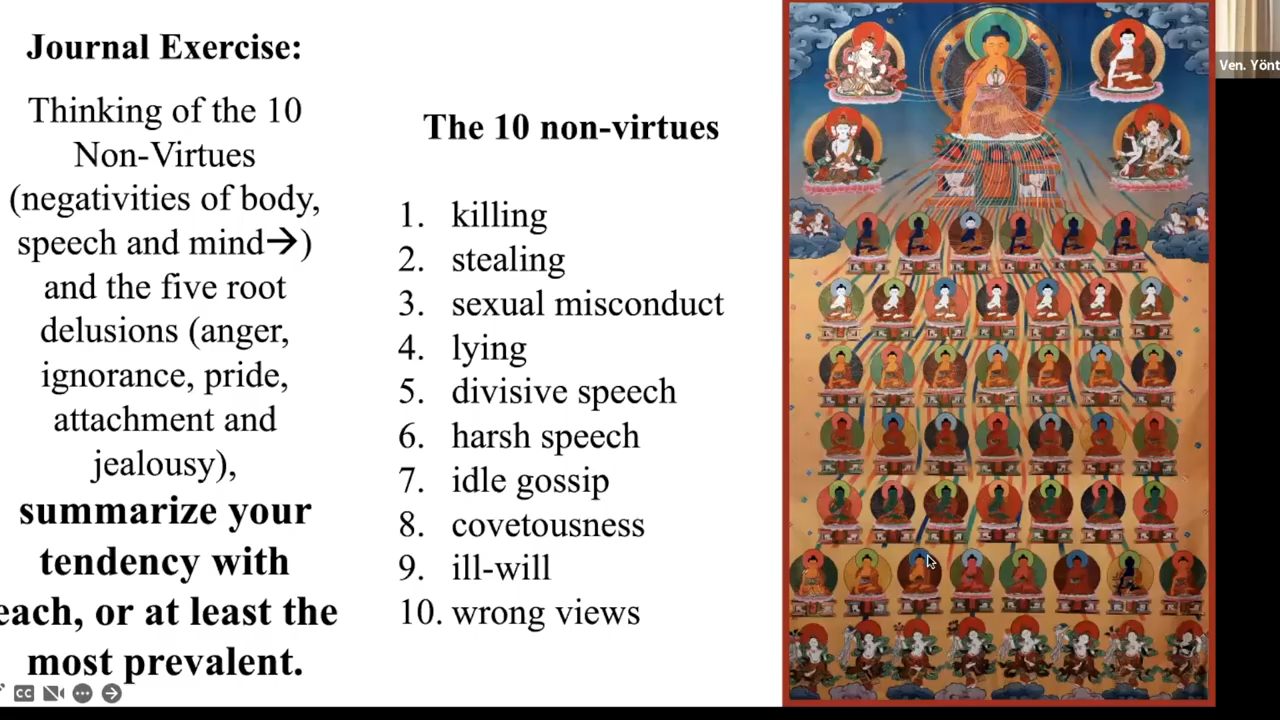 Journal Exercise:
Thinking of the 10
Non-Virtues
(negativities of body,
speech and mind→)
and the five root
delusions (anger,
ignorance, pride,
attachment and
jealousy),
summarize your
tendency with
each, or at least the
most prevalent.
The 10 non-virtues
1. killing
2. stealing
3. sexual misconduct
4. lying
5. divisive speech
6. harsh speech
7. idle gossip
8. covetousness
9. ill-will
10. wrong views
Ven. Yönt
CC